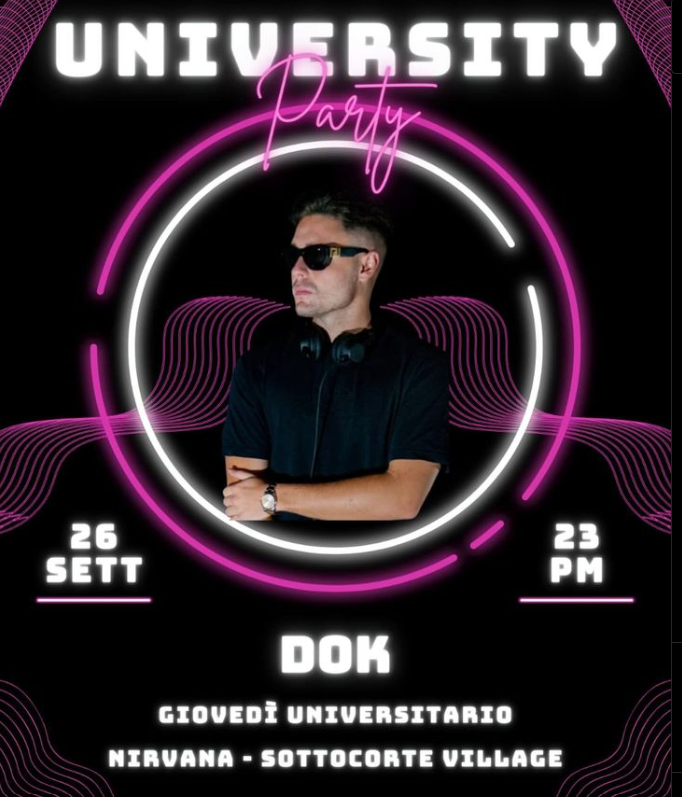 UNIVERSITY
Party
26
SETT
23
PM
DOK
GIOVEDÌ UNIVERSITARIO
NIRVANA - SOTTOCORTE VILLAGE